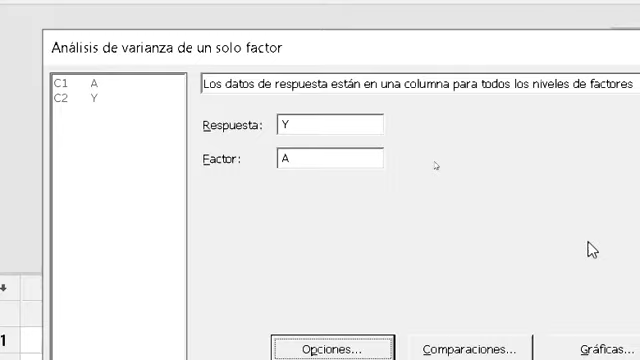 Análisis de varianza de un solo factor
C1 A
C2 Y
Los datos de respuesta están en una columna para todos los niveles de factores
Respuesta: Y
Factor: A
Opciones... Comparaciones... Gráficas...
1